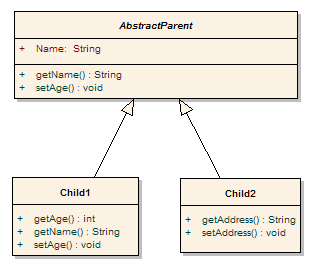 AbstractParent
+ Name: String
+ getName() : String
+ setAge() : void
Child1
+ getAge() : int
+ getName() : String
+ setAge() : void
Child2
+ getAddress() : String
+ setAddress() : void